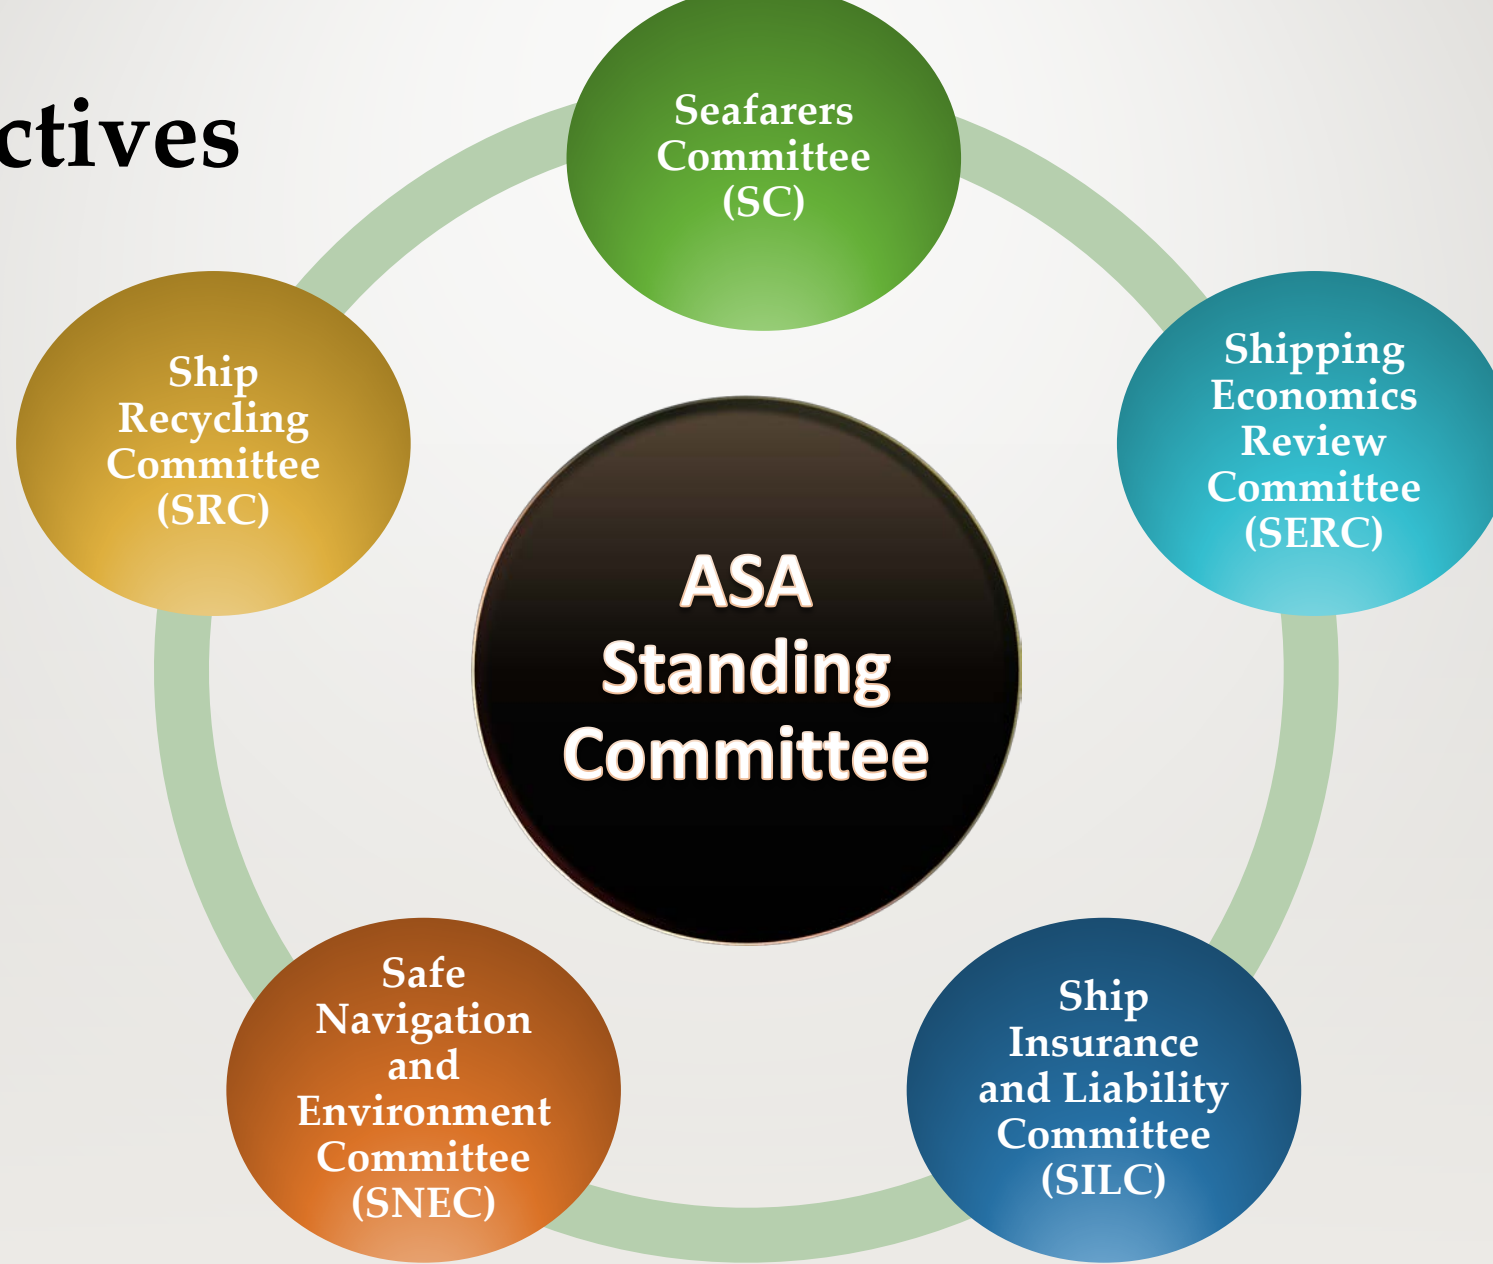 ctives
Seafarers
Committee
(SC)
Shipping
Economics
Review
Committee
(SERC)
Ship
Insurance
and Liability
Committee
(SILC)
Safe
Navigation
and
Environment
Committee
(SNEC)
Ship
Recycling
Committee
(SRC)
ASA
Standing
Committee